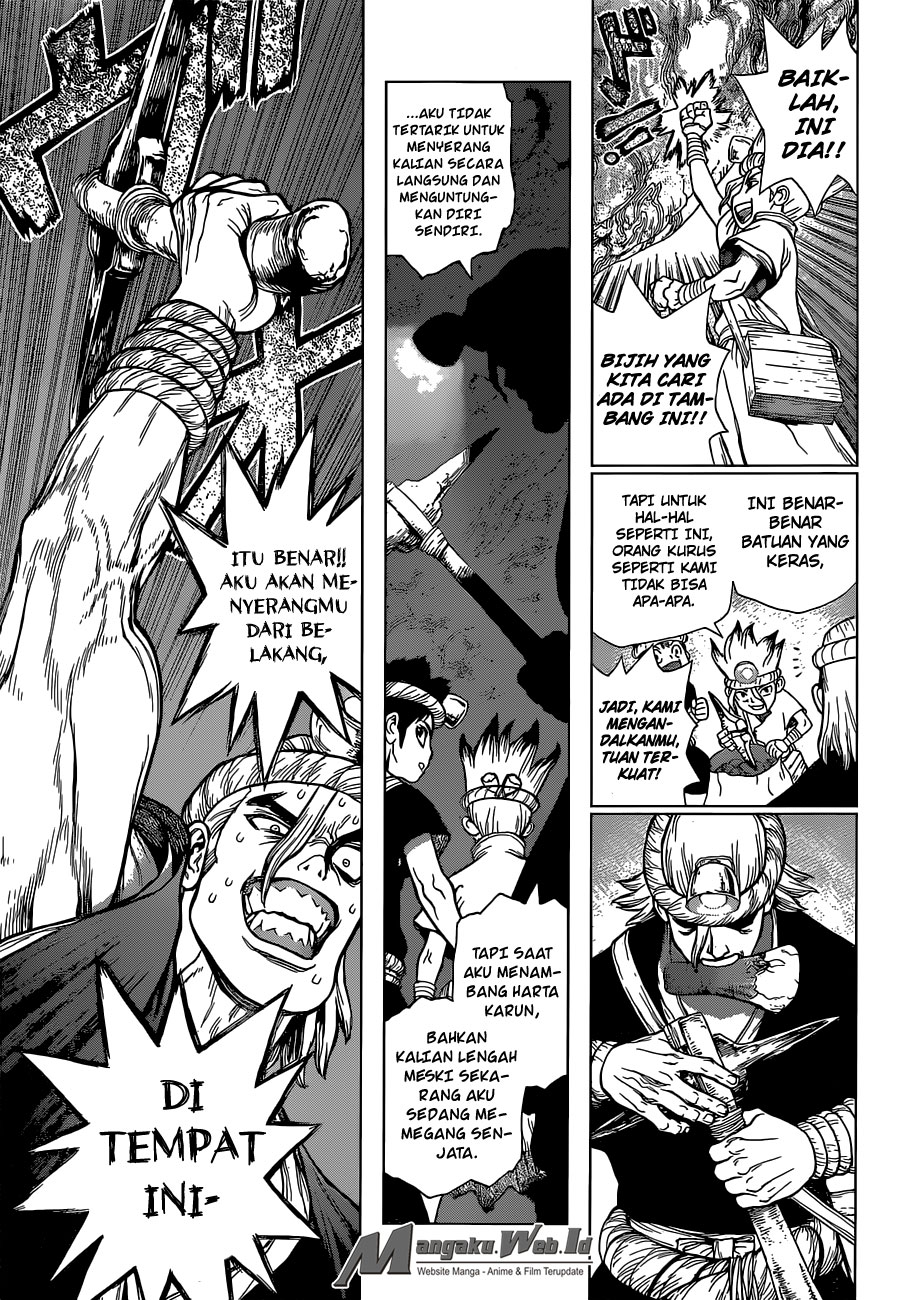 BAIK-
LAH,
INI
DIA!!
BIJIH YANG
KITA CARI
ADA DI TAM-
BANG INI!!
INI BENAR-
BENAR
BATUAN YANG
KERAS,
TAPI UNTUK
HAL-HAL
SEPERTI INI,
ORANG KURUS
SEPERTI KAMI
TIDAK BISA
APA-APA.
JADI, KAMI
MENGAN-
DALKANMU,
TUAN TER-
KUAT!
...AKU TIDAK
TERTARIK UNTUK
MENYERANG
KALIAN SECARA
LANGSUNG DAN
MENGUNTUNG-
KAN DIRI
SENDIRI.
TAPI SAAT
AKU MENAM-
BANG HARTA
KARUN,
BAHKAN
KALIAN LENGAH
MESKI SEKA-
RANG AKU
SEDANG ME-
MEGANG SEN-
JATA.
ITU BENAR!!
AKU AKAN ME-
NYERANGMU
DARI BE-
LAKANG,
DI
TEMPAT
INI-
Mangaku.Web.Id
Website Manga - Anime & Film Terupdate